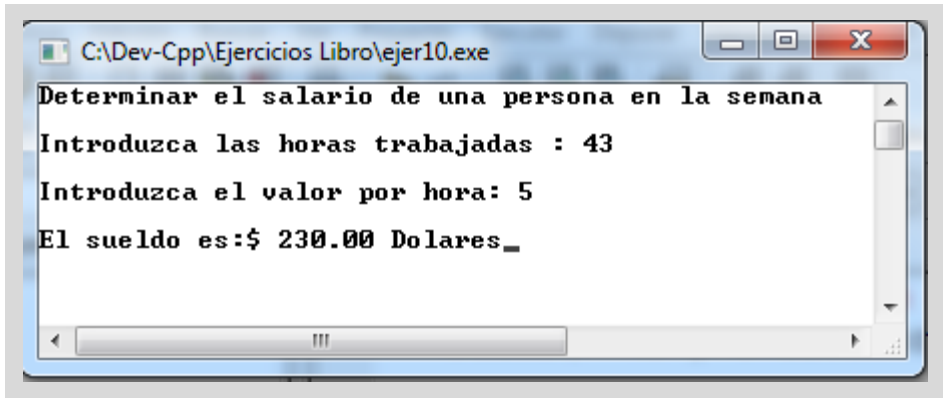 C:\Dev-Cpp\Ejercicios Libro\ejer10.exe
Determinar el salario de una persona en la semana
Introduzca las horas trabajadas : 43
Introduzca el valor por hora: 5
El sueldo es:$ 230.00 Dolares_